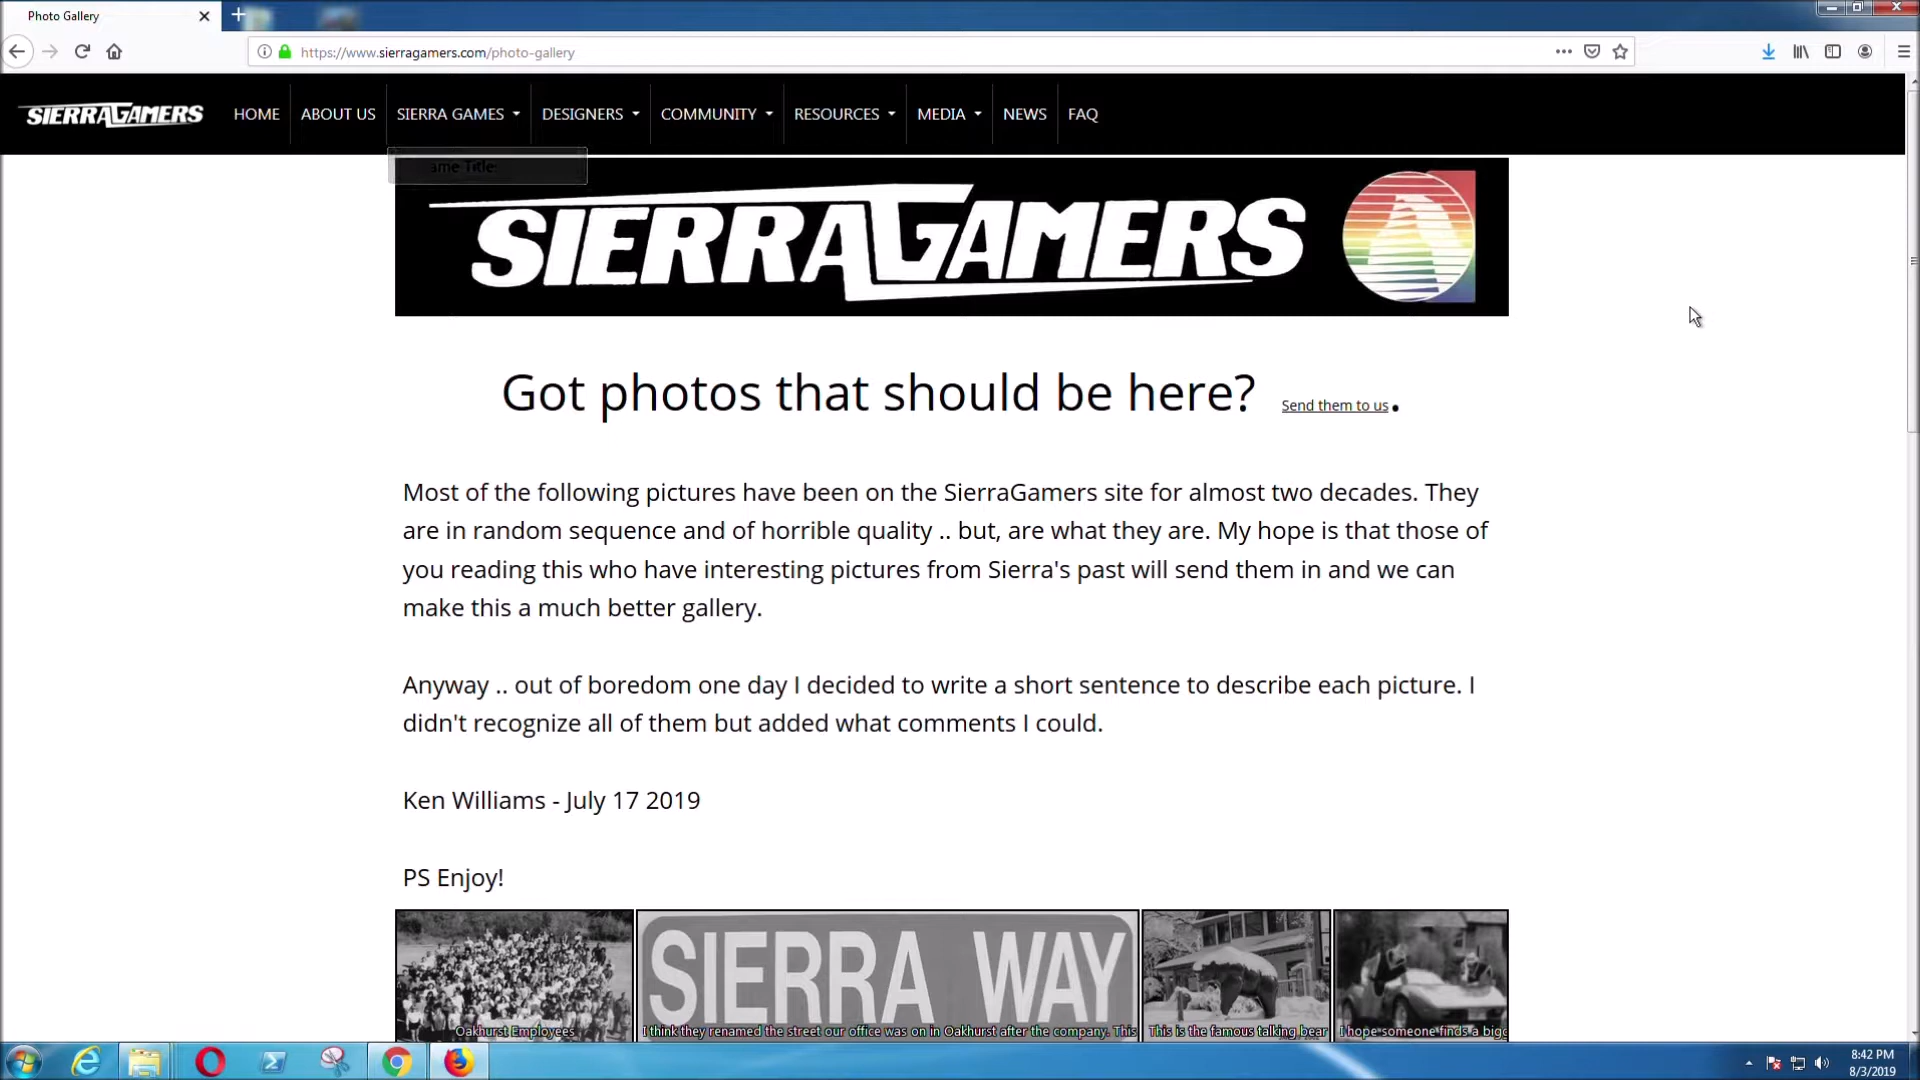 Photo Gallery
https://www.sierragamers.com/photo-gallery
SIERRAGAMERS HOME ABOUT US SIERRA GAMES DESIGNERS COMMUNITY RESOURCES MEDIA NEWS FAQ
ame Title:
SIERRAGAMERS
Got photos that should be here? Send them to us.
Most of the following pictures have been on the SierraGamers site for almost two decades. They
are in random sequence and of horrible quality .. but, are what they are. My hope is that those of
you reading this who have interesting pictures from Sierra's past will send them in and we can
make this a much better gallery.
Anyway .. out of boredom one day I decided to write a short sentence to describe each picture. I
didn't recognize all of them but added what comments I could.
Ken Williams - July 17 2019
PS Enjoy!
SIERRA WAY
Oakhurst Employees
I think they renamed the street our office was on in Oakhurst after the company. This
This is the famous talking bear
I hope someone finds a bigg
8:42 PM
8/3/2019